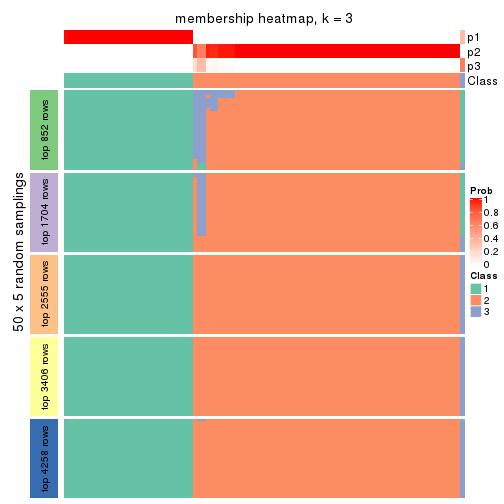 membership heatmap, k = 3
p1
p2
p3
Class
50 x 5 random samplings
top 852 rows
top 1704 rows
top 2555 rows
top 3406 rows
top 4258 rows
Prob
1
0.8
0.6
0.4
0.2
0
Class
1
2
3